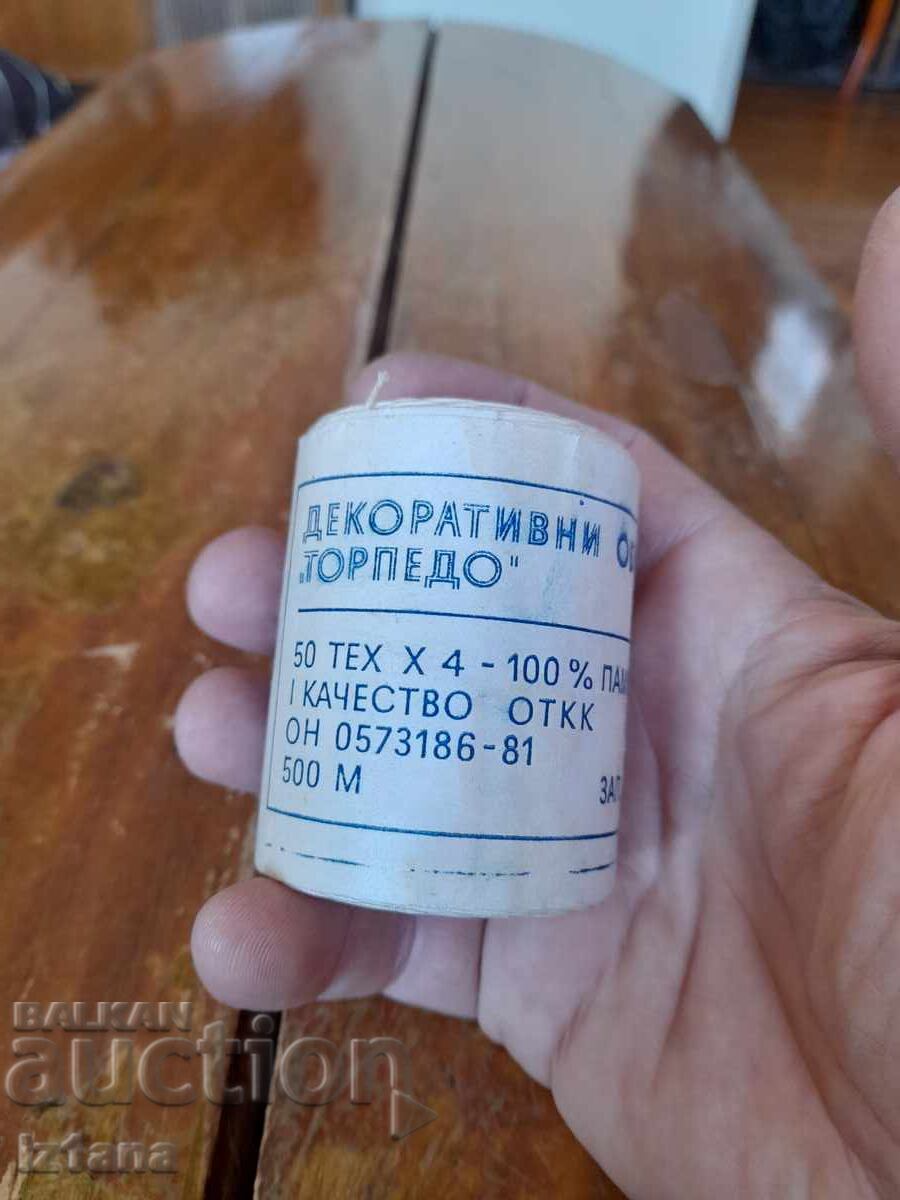 ДЕКОРАТИВНИ
„ТОРПЕДО"
50 ТЕХ X 4 - 100%
I КАЧЕСТВО ОТКК
ОН 0573186-81
500 М
BALKAN
auction
iztana